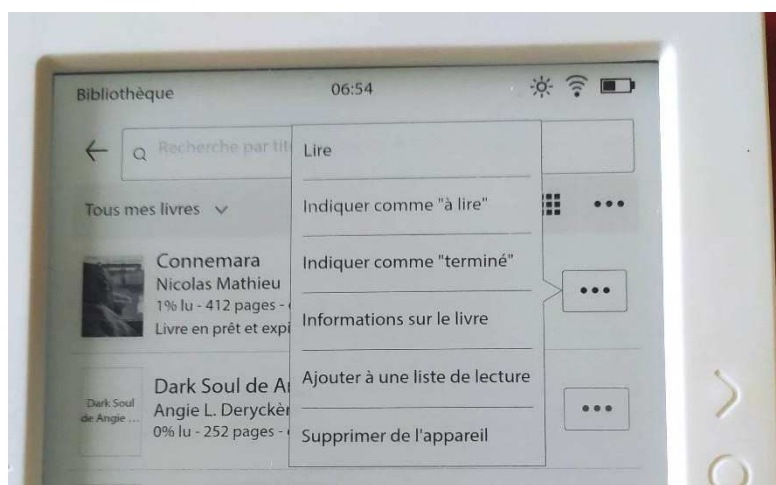 Bibliothèque 06:54
Recherche par
Tous mes livres
Connemara
Nicolas Mathieu
1% lu - 412 pages -
Livre en prêt et expi
Dark Soul de
Angie L. Deryckèr
0% lu - 252 pages -
Dark Soul
de Angie ...
Lire
Indiquer comme "à lire"
Indiquer comme "terminé"
Informations sur le livre
Ajouter à une liste de lecture
Supprimer de l'appareil